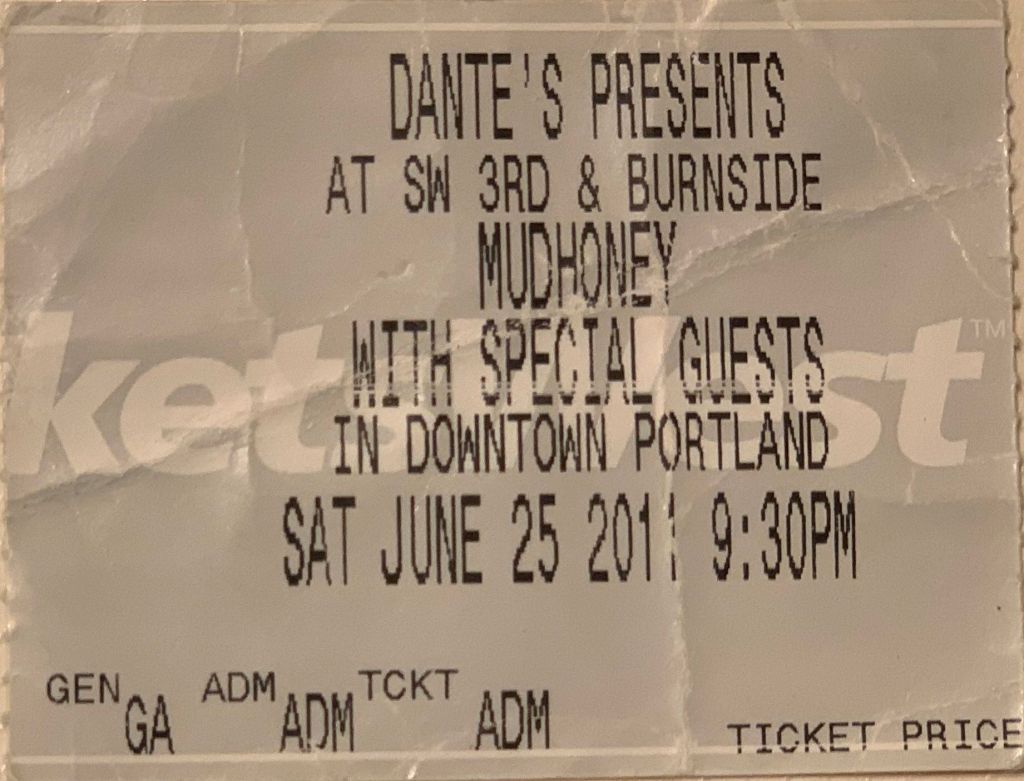 DANTE'S PRESENTS
AT SW 3RD & BURNSIDE
MUDHONEY
WITH SPECIAL GUESTS
ketsWest™
IN DOWNTOWN PORTLAND
SAT JUNE 25 2011 9:30PM
GEN GA ADM ADM TCKT ADM
TICKET PRICE